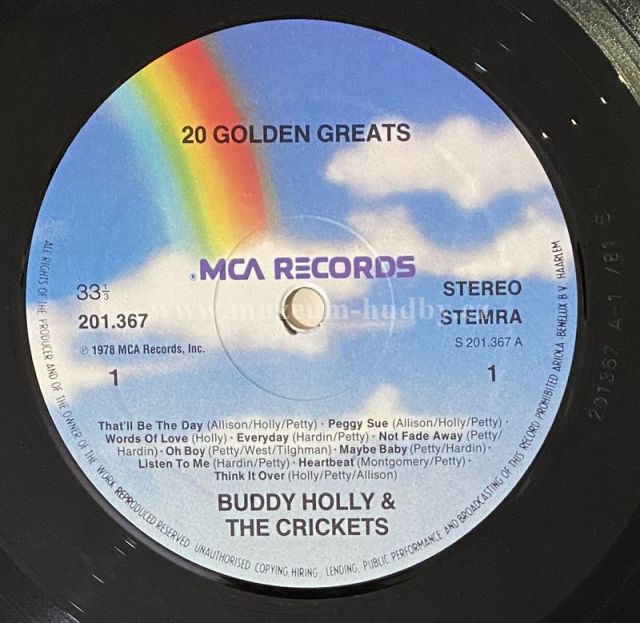 20 GOLDEN GREATS
®MCA RECORDS
33⅓
STEREO
201.367
STEMRA
℗ 1978 MCA Records, Inc.
S 201.367 A
1
1
That'll Be The Day (Allison/Holly/Petty) · Peggy Sue (Allison/Holly/Petty)
Words Of Love (Holly) · Everyday (Hardin/Petty) · Not Fade Away (Petty/
Hardin) · Oh Boy (Petty/West/Tilghman) · Maybe Baby (Petty/Hardin) ·
Listen To Me (Hardin/Petty) · Heartbeat (Montgomery/Petty) ·
Think It Over (Holly/Petty/Allison)
BUDDY HOLLY &
THE CRICKETS
ALL RIGHTS OF THE PRODUCER AND OF THE OWNER OF THE WORK REPRODUCED RESERVED UNAUTHORISED COPYING, HIRING, LENDING, PUBLIC PERFORMANCE AND BROADCASTING OF THIS RECORD PROHIBITED ARIOLA-BENELUX B.V. HAARLEM
201367 A-1 /81 S